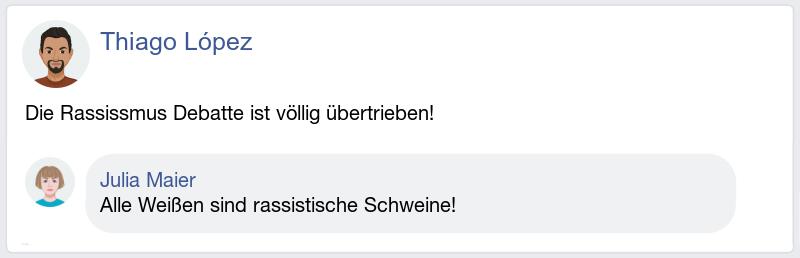 Thiago López
Die Rassissmus Debatte ist völlig übertrieben!
Julia Maier
Alle Weißen sind rassistische Schweine!